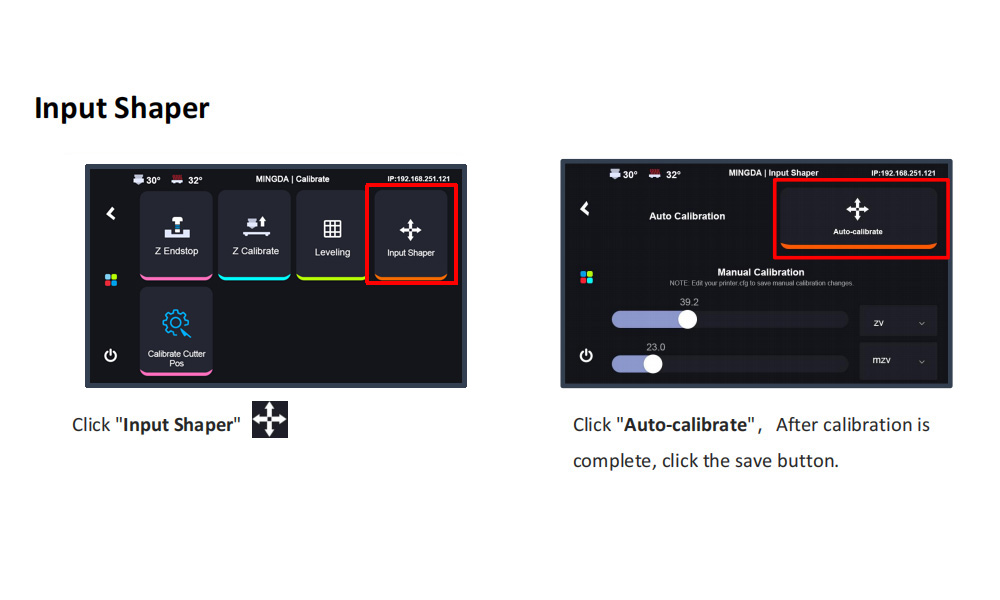 Input Shaper
30° 32° MINGDA | Calibrate IP:192.168.251.121
Z Endstop Z Calibrate Leveling Input Shaper
Calibrate Cutter
Pos
Click "Input Shaper"
30° 32° MINGDA | Input Shaper IP:192.168.251.121
Auto Calibration
Auto-calibrate
Manual Calibration
NOTE: Edit your printer.cfg to save manual calibration changes.
39.2
zv
23.0
mzv
Click "Auto-calibrate"，After calibration is
complete, click the save button.